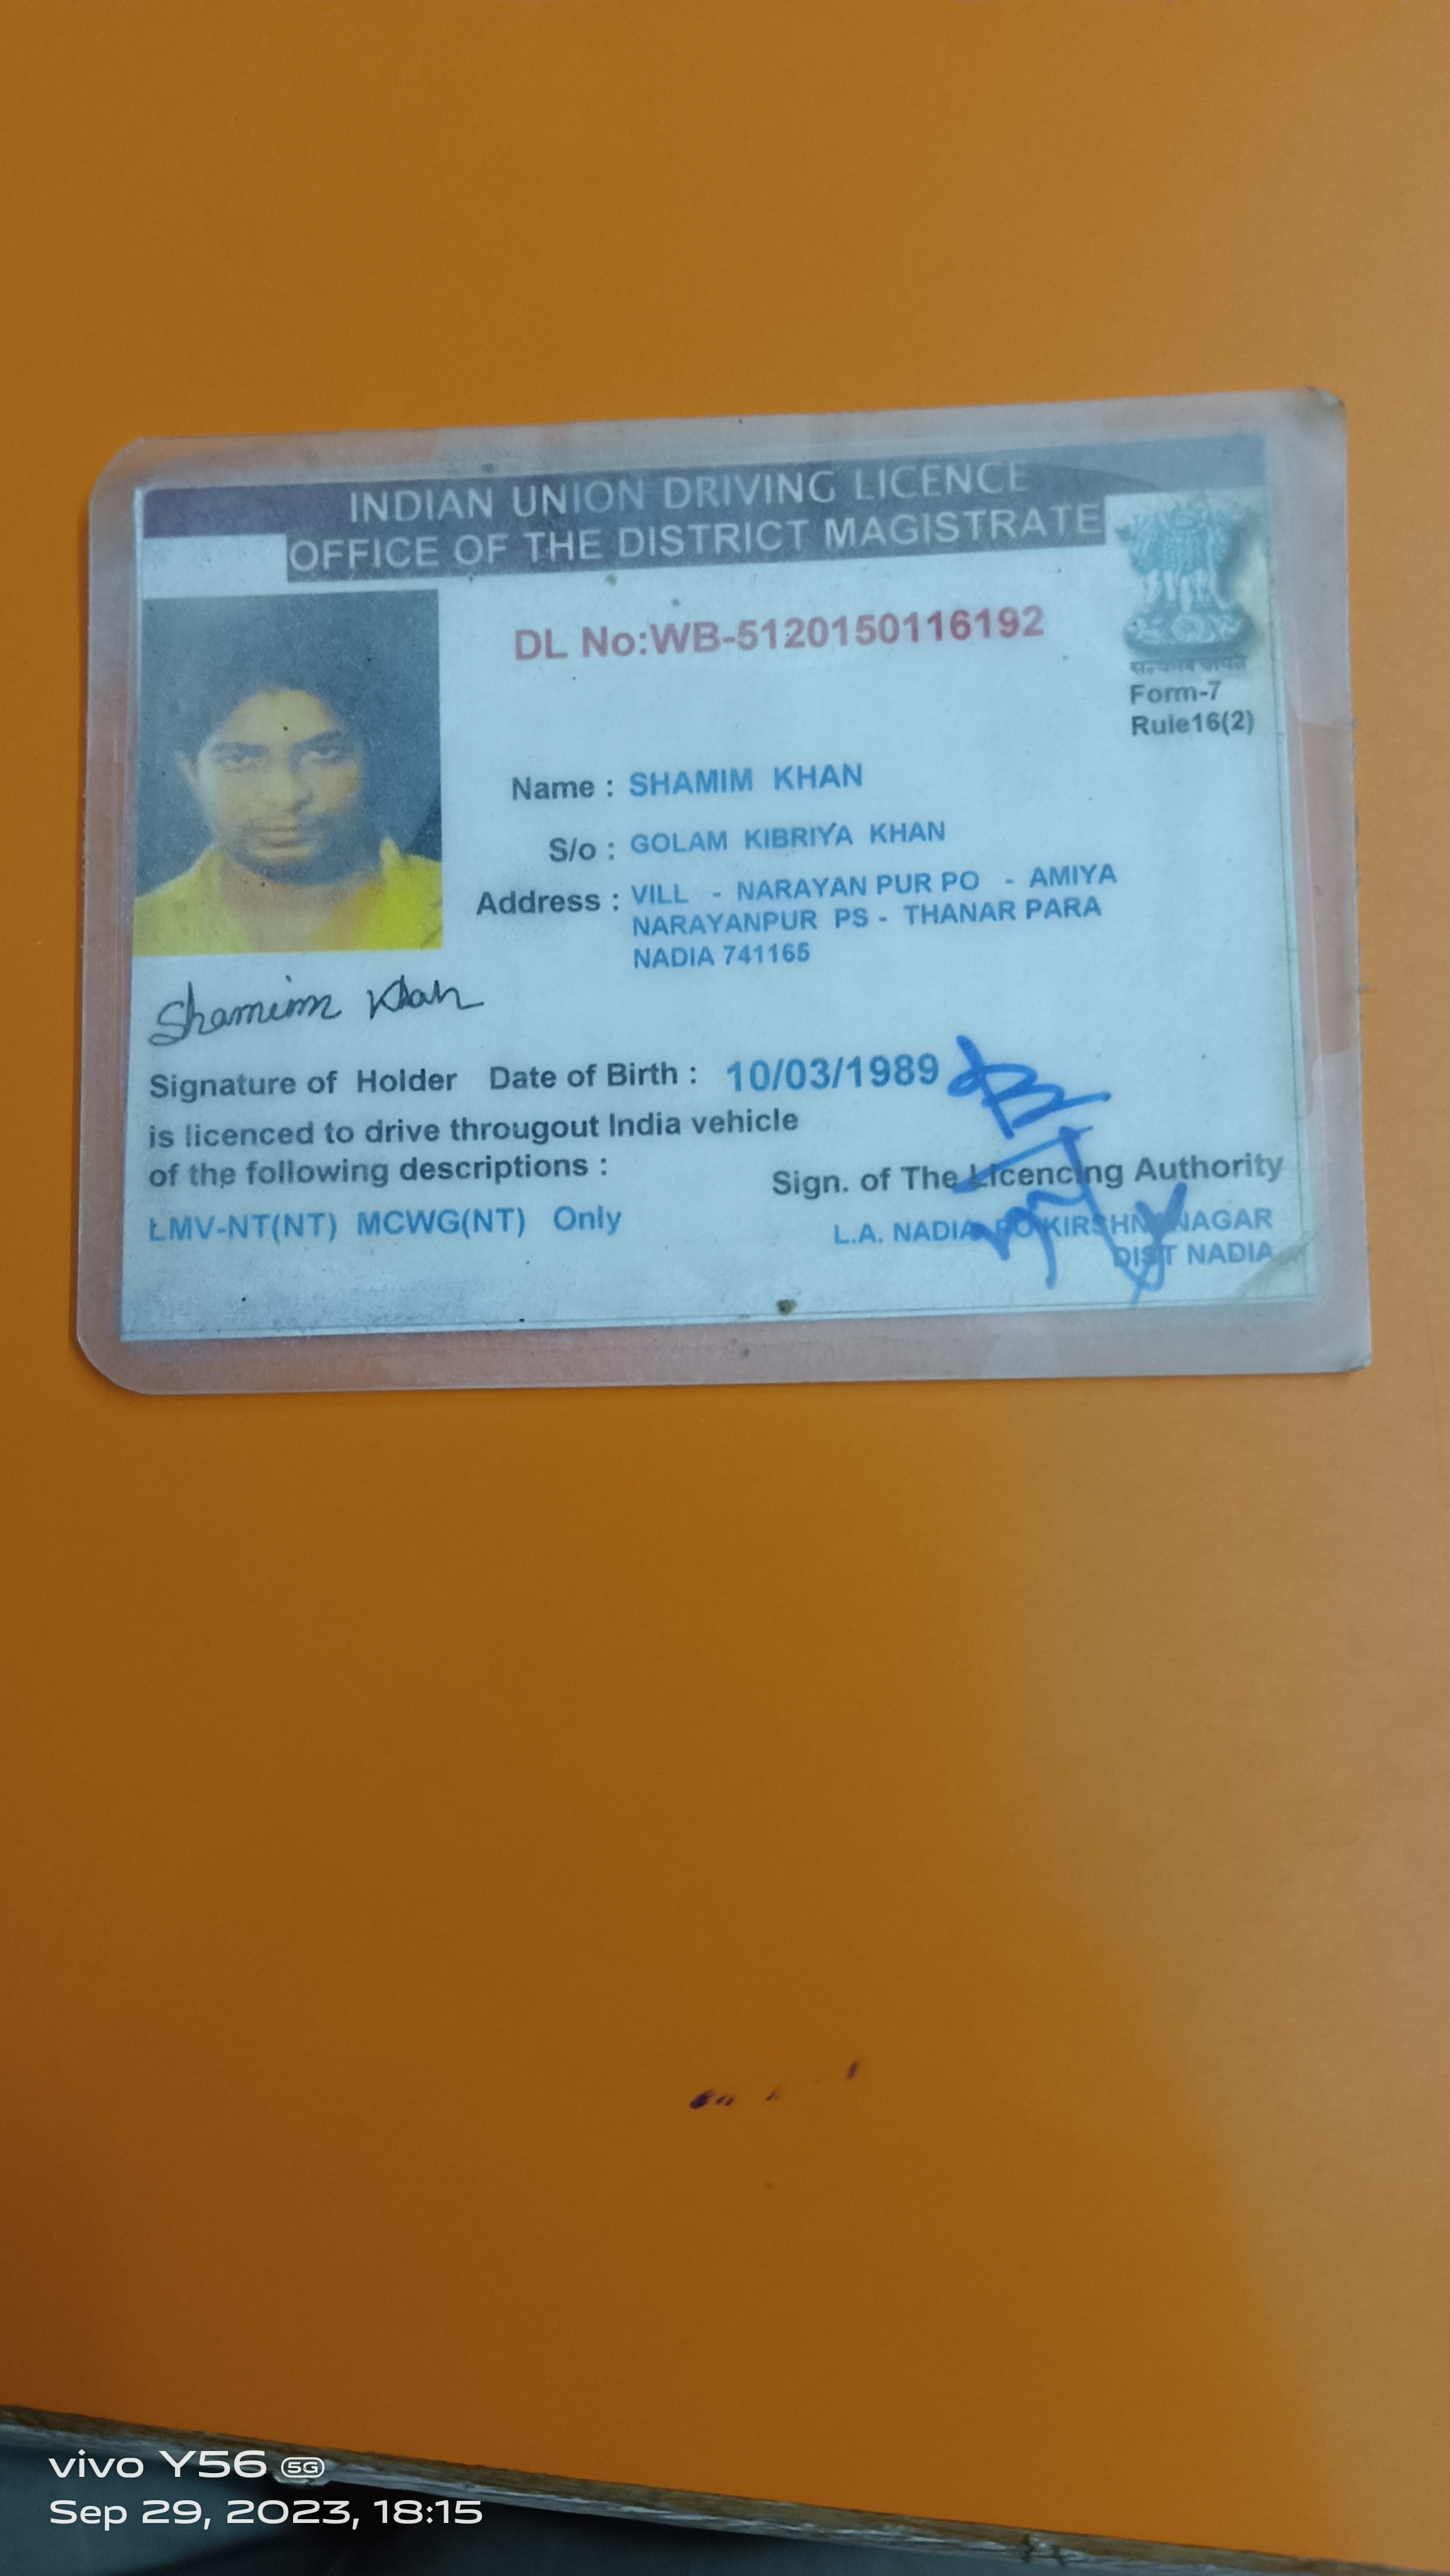 INDIAN UNION DRIVING LICENCE
OFFICE OF THE DISTRICT MAGISTRATE
DL No:WB-5120150116192
सत्यमेव जयते
Form-7
Rule16(2)
Name : SHAMIM KHAN
S/o : GOLAM KIBRIYA KHAN
Address : VILL - NARAYAN PUR PO - AMIYA
NARAYANPUR PS - THANAR PARA
NADIA 741165
Shamim Khan
Signature of Holder Date of Birth : 10/03/1989
is licenced to drive througout India vehicle
of the following descriptions :
Sign. of The Licencing Authority
LMV-NT(NT) MCWG(NT) Only
L.A. NADIA PO KIRSHNANAGAR
DIST NADIA
vivo Y56 5G
Sep 29, 2023, 18:15